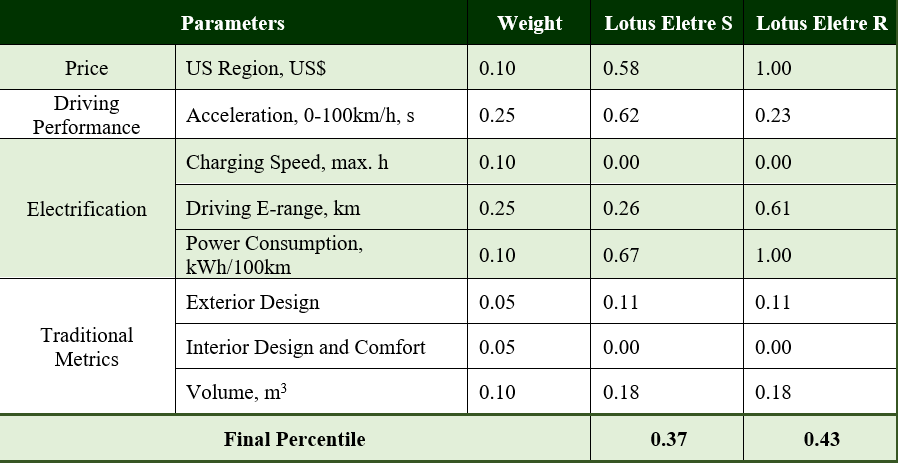 Parameters Weight Lotus Eletre S Lotus Eletre R
Price US Region, US$ 0.10 0.58 1.00
Driving
Performance Acceleration, 0-100km/h, s 0.25 0.62 0.23
Electrification Charging Speed, max. h 0.10 0.00 0.00
Driving E-range, km 0.25 0.26 0.61
Power Consumption,
kWh/100km 0.10 0.67 1.00
Traditional
Metrics Exterior Design 0.05 0.11 0.11
Interior Design and Comfort 0.05 0.00 0.00
Volume, m³ 0.10 0.18 0.18
Final Percentile 0.37 0.43